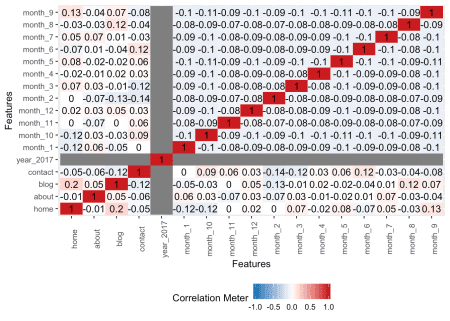 month_9 0.13 -0.04 0.07 -0.08 -0.1 -0.11 -0.09 -0.1 -0.09 -0.1 -0.1 -0.11 -0.1 -0.1 -0.09 1
month_8 -0.03 -0.03 0.12 -0.04 -0.08 -0.09 -0.07 -0.08 -0.07 -0.08 -0.08 -0.09 -0.08 -0.08 1 -0.09
month_7 0.05 0.07 0.01 -0.03 -0.09 -0.1 -0.08 -0.09 -0.08 -0.09 -0.09 -0.1 -0.09 1 -0.08 -0.1
month_6 -0.07 0.01 -0.04 0.12 -0.09 -0.1 -0.08 -0.09 -0.08 -0.09 -0.09 -0.1 1 -0.09 -0.08 -0.1
month_5 0.08 -0.02 -0.02 0.06 -0.1 -0.11 -0.09 -0.1 -0.09 -0.1 -0.1 1 -0.1 -0.1 -0.09 -0.11
month_4 -0.02 0.01 0.02 0.03 -0.09 -0.1 -0.08 -0.09 -0.08 -0.09 1 -0.1 -0.09 -0.09 -0.08 -0.1
month_3 0.07 0.03 -0.01 -0.12 -0.09 -0.1 -0.08 -0.08 -0.08 1 -0.09 -0.1 -0.09 -0.09 -0.08 -0.1
month_2 0 -0.07 -0.13 -0.14 -0.08 -0.09 -0.07 -0.08 1 -0.08 -0.08 -0.09 -0.08 -0.08 -0.07 -0.09
month_12 0.02 0.03 0.05 0.03 -0.09 -0.1 -0.08 1 -0.08 -0.08 -0.09 -0.1 -0.09 -0.09 -0.08 -0.1
month_11 0 -0.07 0 0.06 -0.08 -0.09 1 -0.08 -0.07 -0.08 -0.08 -0.09 -0.08 -0.08 -0.07 -0.09
month_10 -0.12 0.03 -0.03 0.09 -0.1 1 -0.09 -0.1 -0.09 -0.1 -0.1 -0.11 -0.1 -0.1 -0.09 -0.11
month_1 -0.12 0.06 -0.05 0 1 -0.1 -0.08 -0.09 -0.08 -0.09 -0.09 -0.1 -0.09 -0.09 -0.08 -0.1
year_2017 1
contact -0.05 -0.06 -0.12 1 0 0.09 0.06 0.03 -0.14 -0.12 0.03 0.06 0.12 -0.03 -0.04 -0.08
blog 0.2 0.05 1 -0.12 -0.05 -0.03 0 0.05 -0.13 -0.01 0.02 -0.02 -0.04 0.01 0.12 0.07
about -0.01 1 0.05 -0.06 0.06 0.03 -0.07 0.03 -0.07 0.03 0.01 -0.02 0.01 0.07 -0.03 -0.04
home 1 -0.01 0.2 -0.05 -0.12 -0.12 0 0.02 0 0.07 -0.02 0.08 -0.07 0.05 -0.03 0.13
Features
home about blog contact year_2017 month_1 month_10 month_11 month_12 month_2 month_3 month_4 month_5 month_6 month_7 month_8 month_9
Features
Correlation Meter
-1.0 -0.5 0.0 0.5 1.0